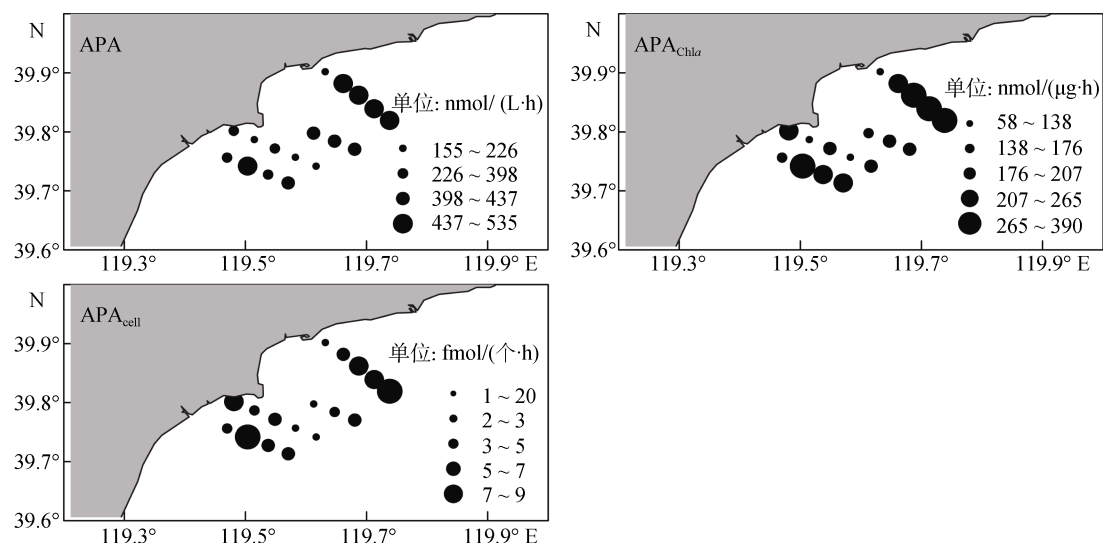 N
APA
39.9°
单位: nmol/ (L·h)
39.8°
155 ~ 226
226 ~ 398
39.7°
398 ~ 437
437 ~ 535
39.6°
119.3° 119.5° 119.7° 119.9° E
N
APAChla
39.9°
单位: nmol/(μg·h)
58 ~ 138
39.8°
138 ~ 176
176 ~ 207
39.7°
207 ~ 265
265 ~ 390
39.6°
119.3° 119.5° 119.7° 119.9° E
N
APAcell
39.9°
单位: fmol/(个·h)
39.8°
1 ~ 20
2 ~ 3
3 ~ 5
39.7°
5 ~ 7
7 ~ 9
39.6°
119.3° 119.5° 119.7° 119.9° E